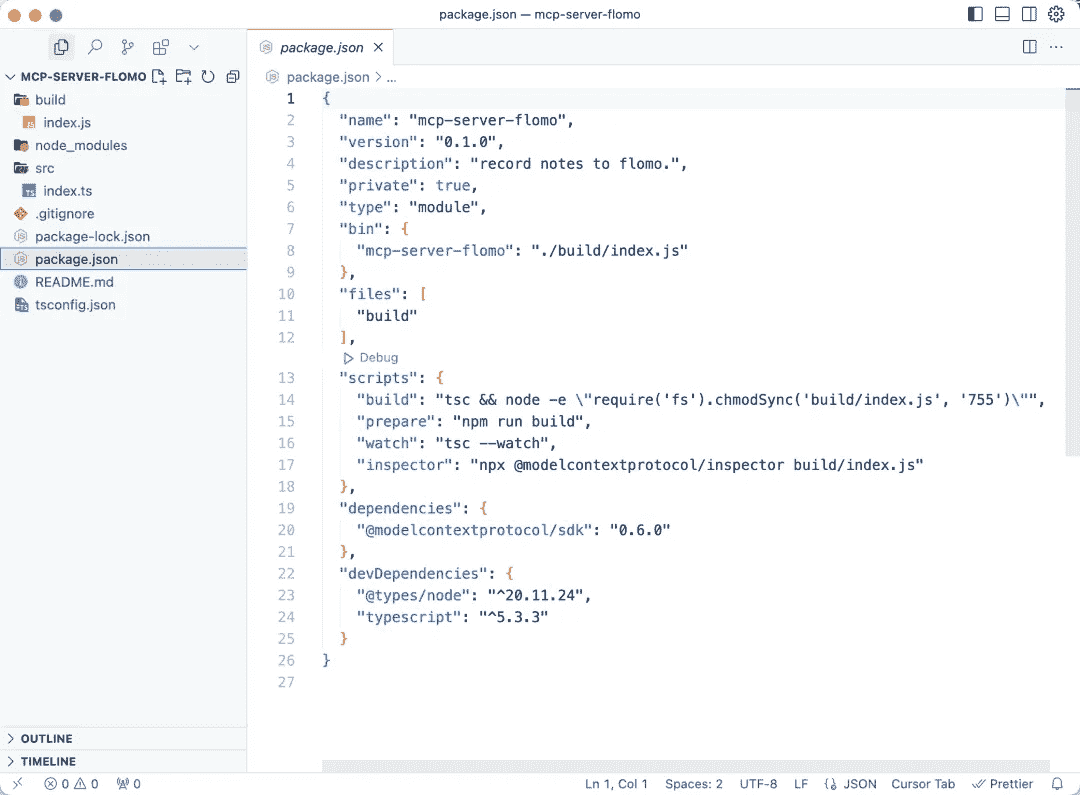 package.json — mcp-server-flomo
MCP-SERVER-FLOMO
build
index.js
node_modules
src
index.ts
.gitignore
package-lock.json
package.json
README.md
tsconfig.json
OUTLINE
TIMELINE
package.json
package.json > ...
1 {
2 "name": "mcp-server-flomo",
3 "version": "0.1.0",
4 "description": "record notes to flomo.",
5 "private": true,
6 "type": "module",
7 "bin": {
8 "mcp-server-flomo": "./build/index.js"
9 },
10 "files": [
11 "build"
12 ],
Debug
13 "scripts": {
14 "build": "tsc && node -e \"require('fs').chmodSync('build/index.js', '755')\"",
15 "prepare": "npm run build",
16 "watch": "tsc --watch",
17 "inspector": "npx @modelcontextprotocol/inspector build/index.js"
18 },
19 "dependencies": {
20 "@modelcontextprotocol/sdk": "0.6.0"
21 },
22 "devDependencies": {
23 "@types/node": "^20.11.24",
24 "typescript": "^5.3.3"
25 }
26 }
27
0 0 0 Ln 1, Col 1 Spaces: 2 UTF-8 LF {} JSON Cursor Tab Prettier